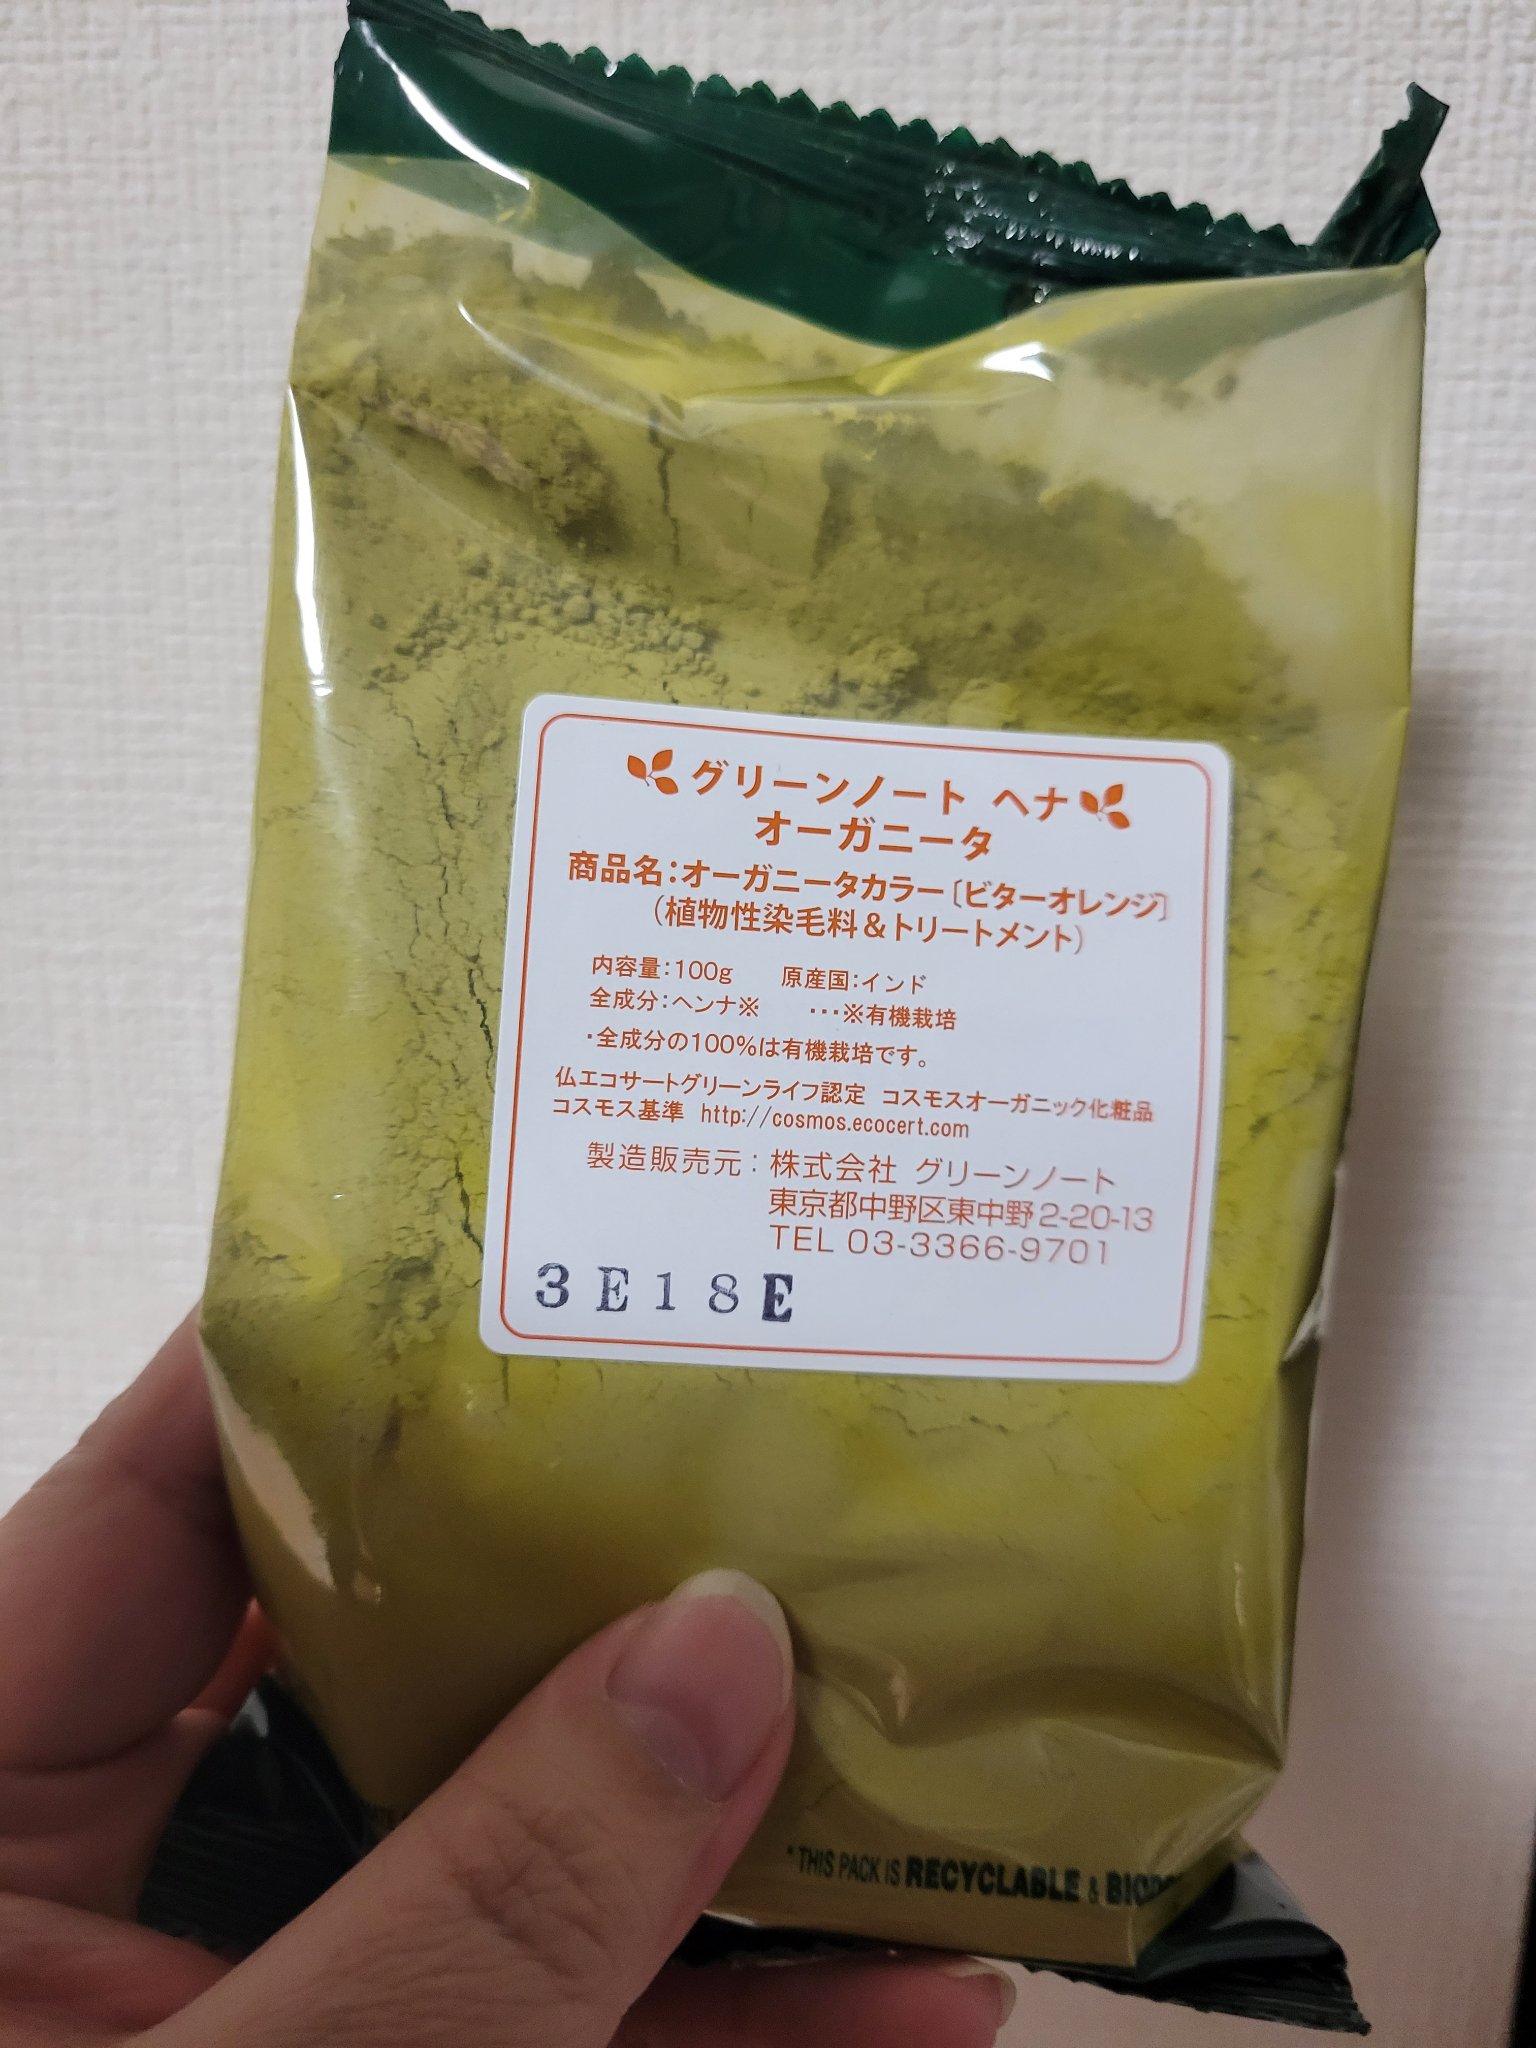 グリーンノート ヘナ
オーガニータ
商品名：オーガニータカラー〔ビターオレンジ〕
（植物性染毛料＆トリートメント）
内容量：100g 原産国：インド
全成分：ヘンナ※ …※有機栽培
・全成分の100%は有機栽培です。
仏エコサートグリーンライフ認定 コスモスオーガニック化粧品
コスモス基準 http://cosmos.ecocert.com
製造販売元：株式会社 グリーンノート
東京都中野区東中野2-20-13
TEL 03-3366-9701
3E18E
*THIS PACK IS RECYCLABLE &